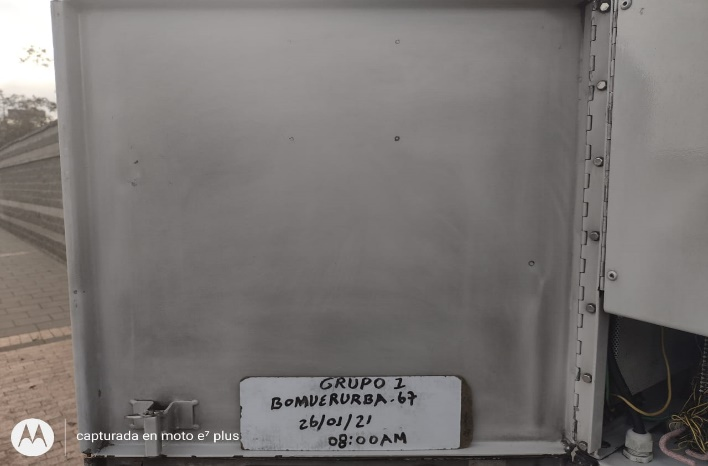 GRUPO 1
BOMVERURBA-67
26/01/21
08:00AM
capturada en moto e⁷ plus